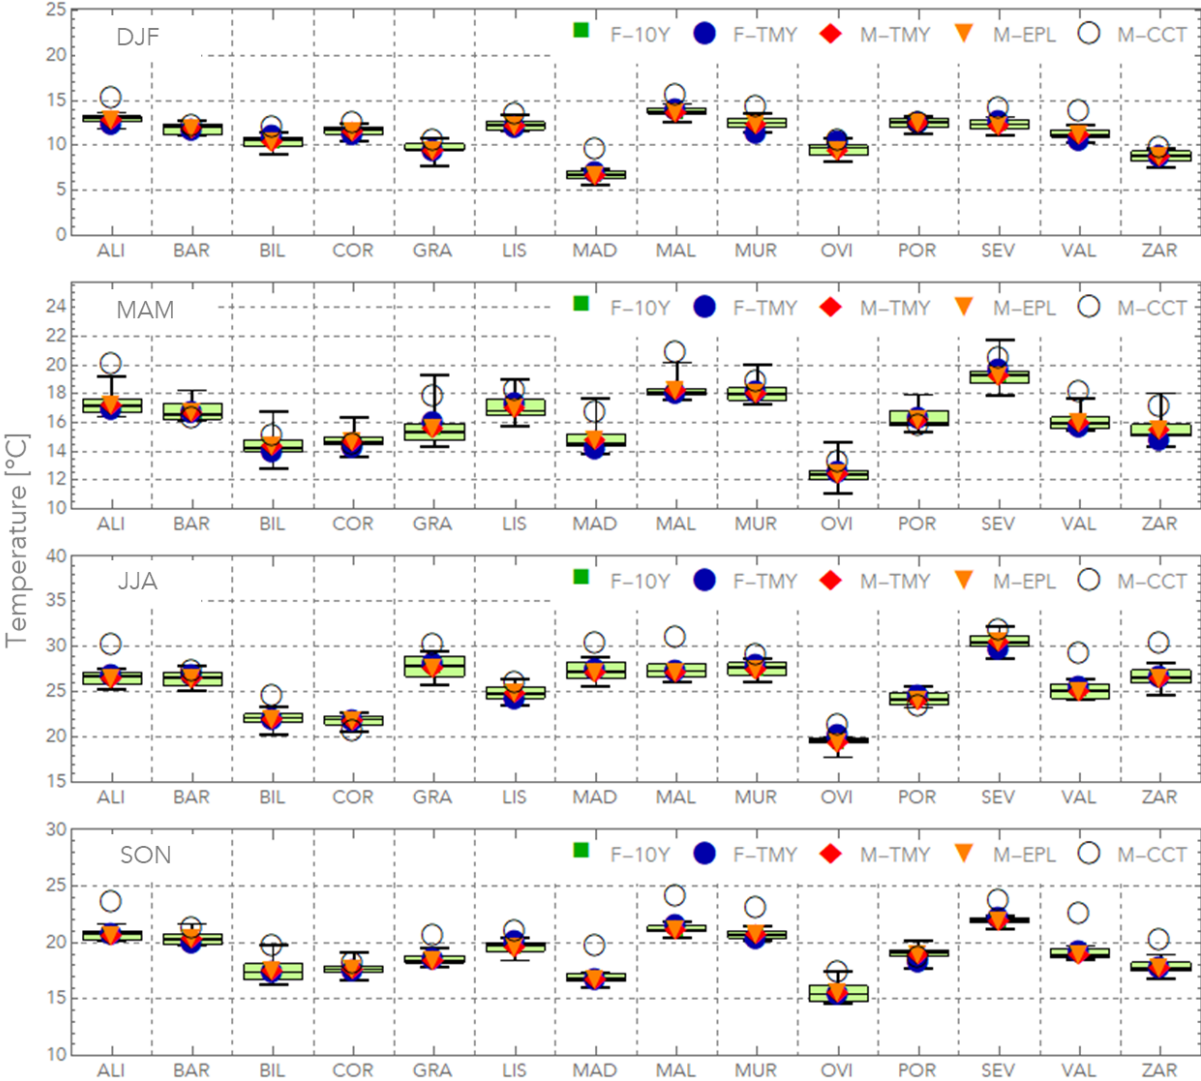 25
DJF F–10Y F–TMY M–TMY M–EPL M–CCT
20
15
10
5
0
ALI BAR BIL COR GRA LIS MAD MAL MUR OVI POR SEV VAL ZAR
MAM F–10Y F–TMY M–TMY M–EPL M–CCT
24
22
20
18
16
14
12
10
ALI BAR BIL COR GRA LIS MAD MAL MUR OVI POR SEV VAL ZAR
Temperature [°C]
40
JJA F–10Y F–TMY M–TMY M–EPL M–CCT
35
30
25
20
15
ALI BAR BIL COR GRA LIS MAD MAL MUR OVI POR SEV VAL ZAR
30
SON F–10Y F–TMY M–TMY M–EPL M–CCT
25
20
15
10
ALI BAR BIL COR GRA LIS MAD MAL MUR OVI POR SEV VAL ZAR